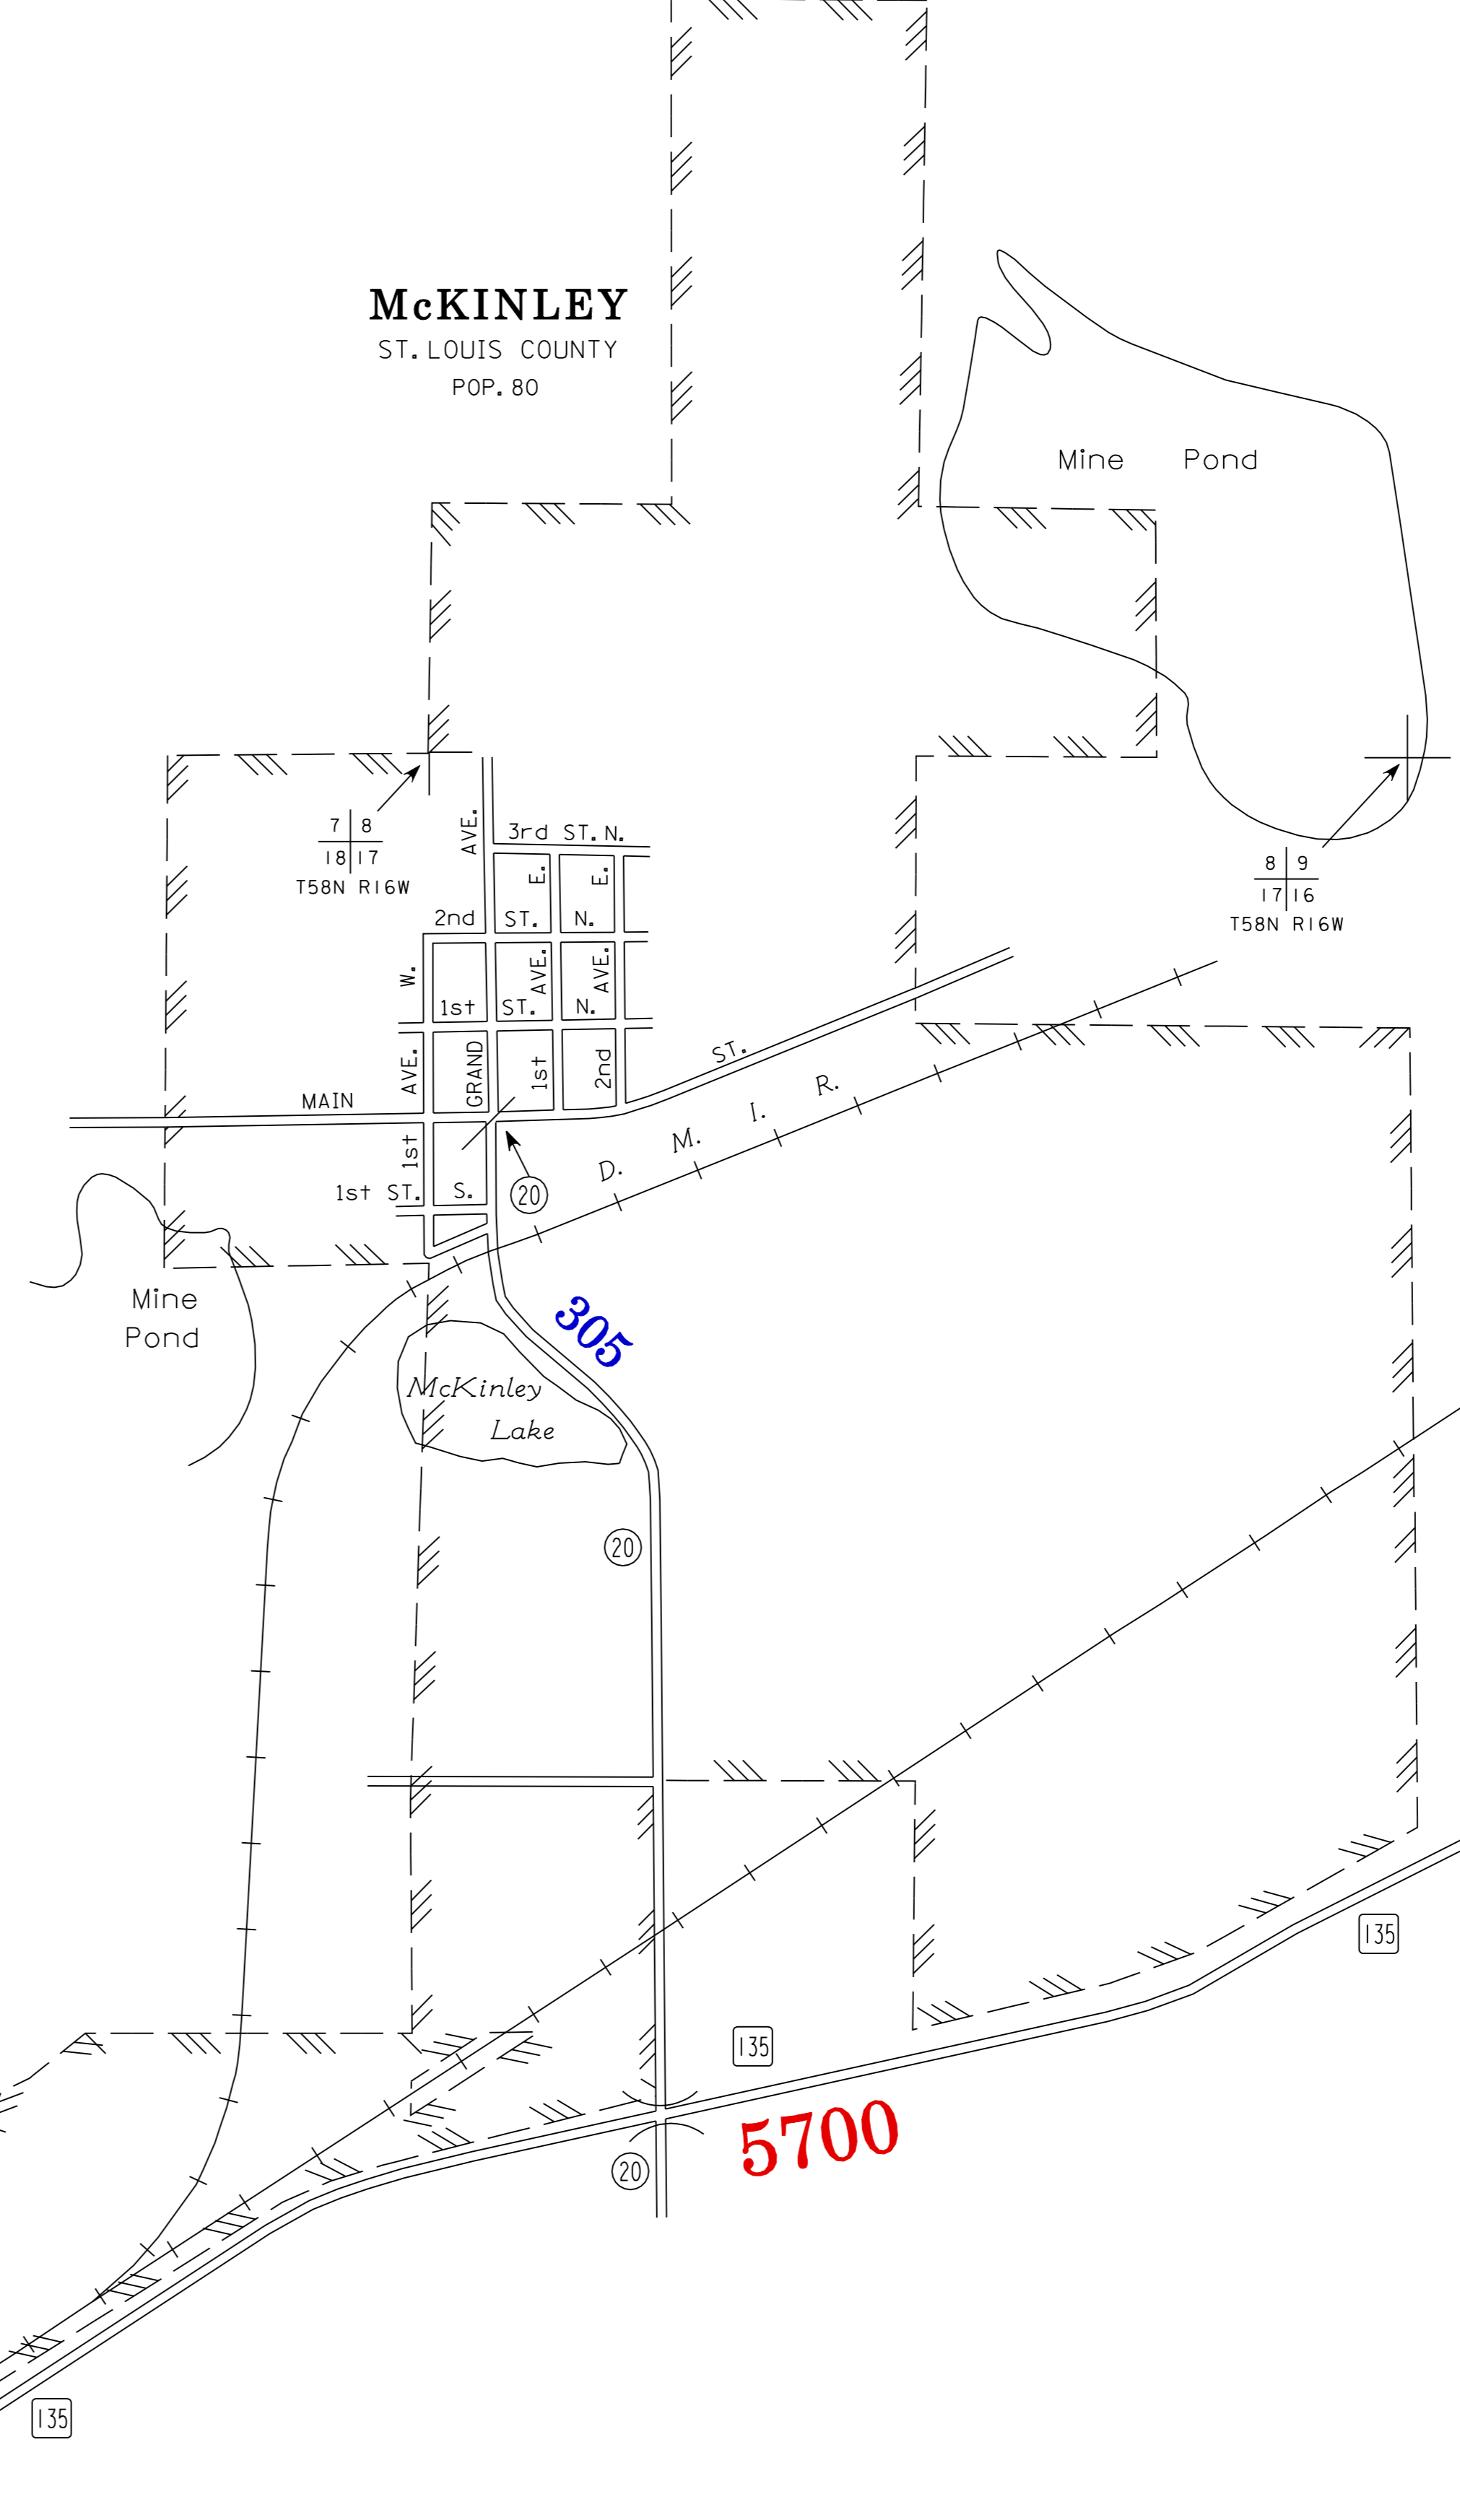 McKINLEY
ST. LOUIS COUNTY
POP. 80
Mine Pond
7 8
18 17
T58N R16W
8 9
17 16
T58N R16W
AVE.
3rd ST. N.
E.
E.
2nd ST. N.
W.
AVE.
AVE.
1st ST. N.
AVE.
GRAND
1st
2nd
ST.
MAIN
D. M. I. R.
1st
1st ST. S.
20
Mine
Pond
305
McKinley
Lake
20
135
135
5700
20
135